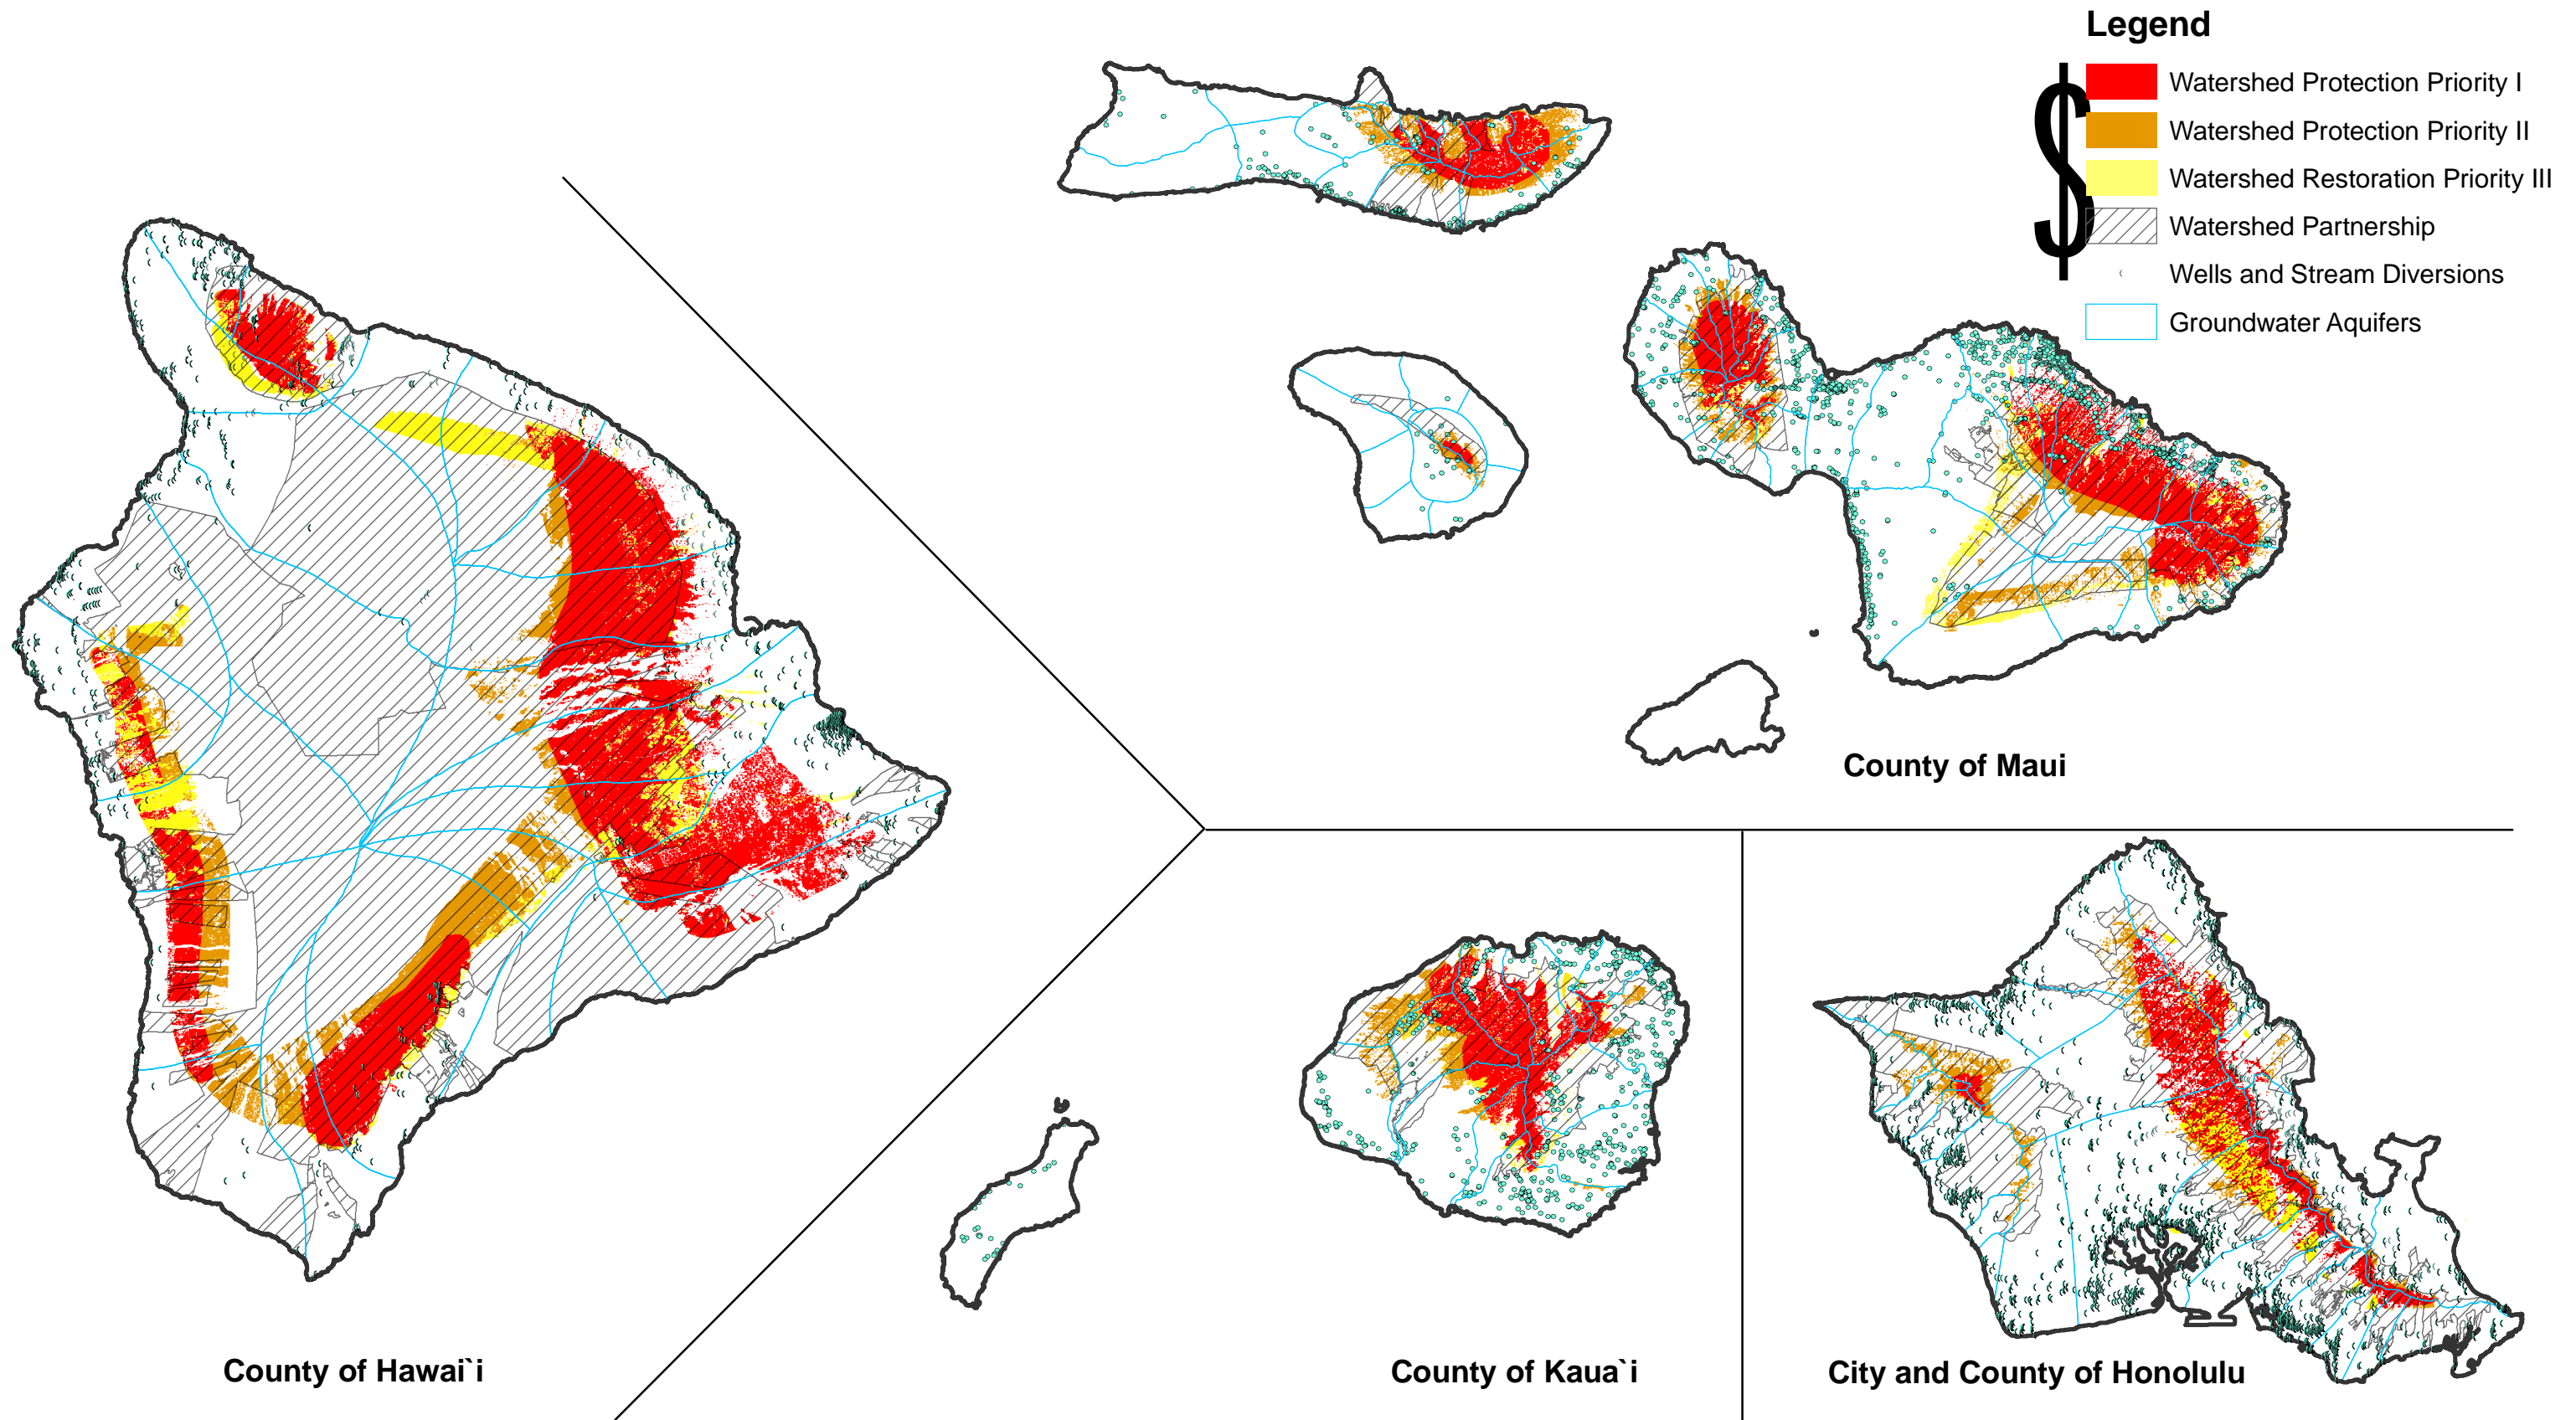 Legend
$
Watershed Protection Priority I
Watershed Protection Priority II
Watershed Restoration Priority III
Watershed Partnership
Wells and Stream Diversions
Groundwater Aquifers
County of Maui
County of Hawai`i
County of Kaua`i
City and County of Honolulu